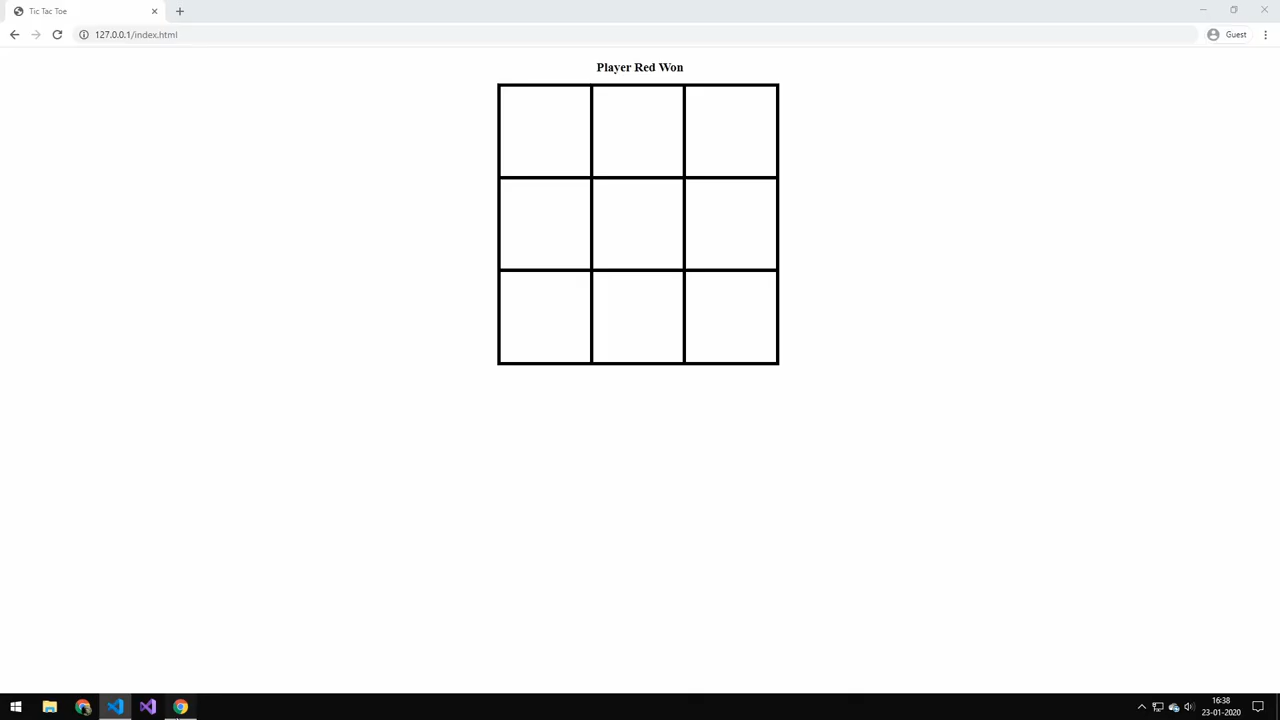 Tic Tac Toe
127.0.0.1/index.html
Guest
Player Red Won
16:38
23-01-2020